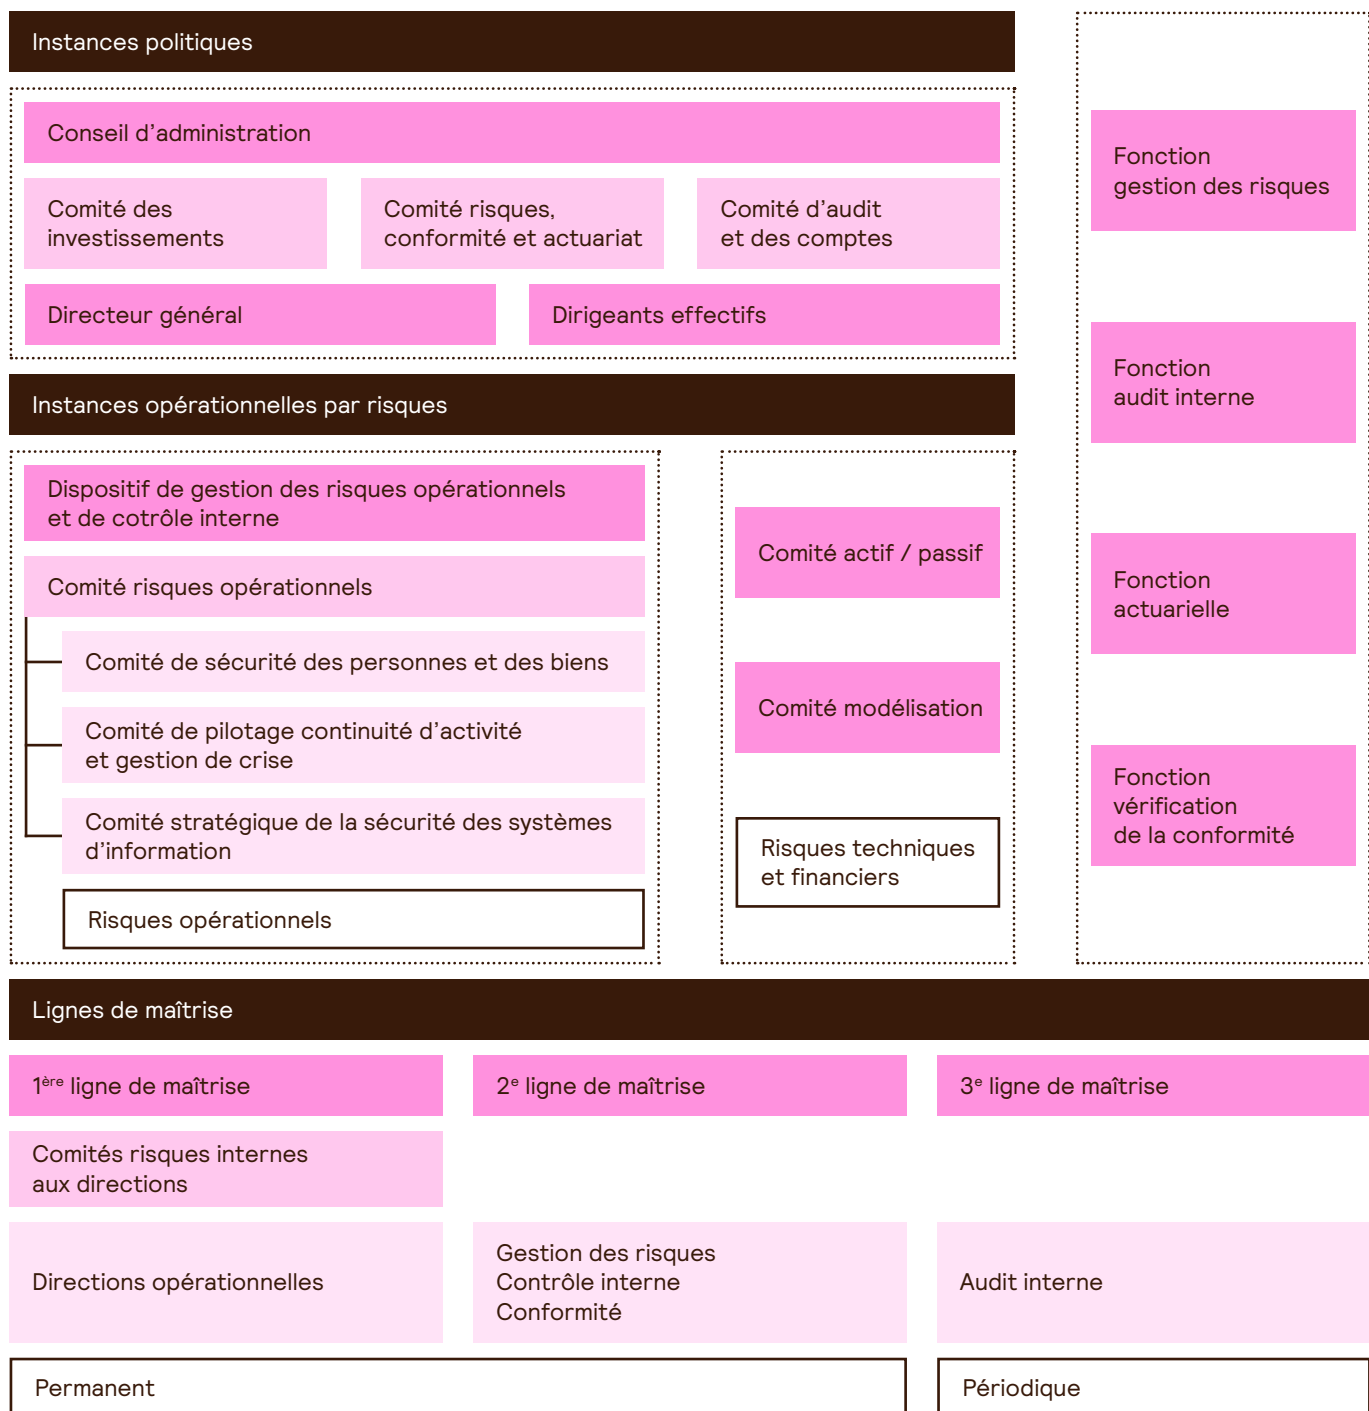 Instances politiques
Conseil d'administration
Comité des
investissements
Comité risques,
conformité et actuariat
Comité d'audit
et des comptes
Directeur général
Dirigeants effectifs
Instances opérationnelles par risques
Dispositif de gestion des risques opérationnels
et de cotrôle interne
Comité risques opérationnels
Comité de sécurité des personnes et des biens
Comité de pilotage continuité d'activité
et gestion de crise
Comité stratégique de la sécurité des systèmes
d'information
Risques opérationnels
Comité actif / passif
Comité modélisation
Risques techniques
et financiers
Fonction
gestion des risques
Fonction
audit interne
Fonction
actuarielle
Fonction
vérification
de la conformité
Lignes de maîtrise
1ère ligne de maîtrise
2e ligne de maîtrise
3e ligne de maîtrise
Comités risques internes
aux directions
Directions opérationnelles
Gestion des risques
Contrôle interne
Conformité
Audit interne
Permanent
Périodique